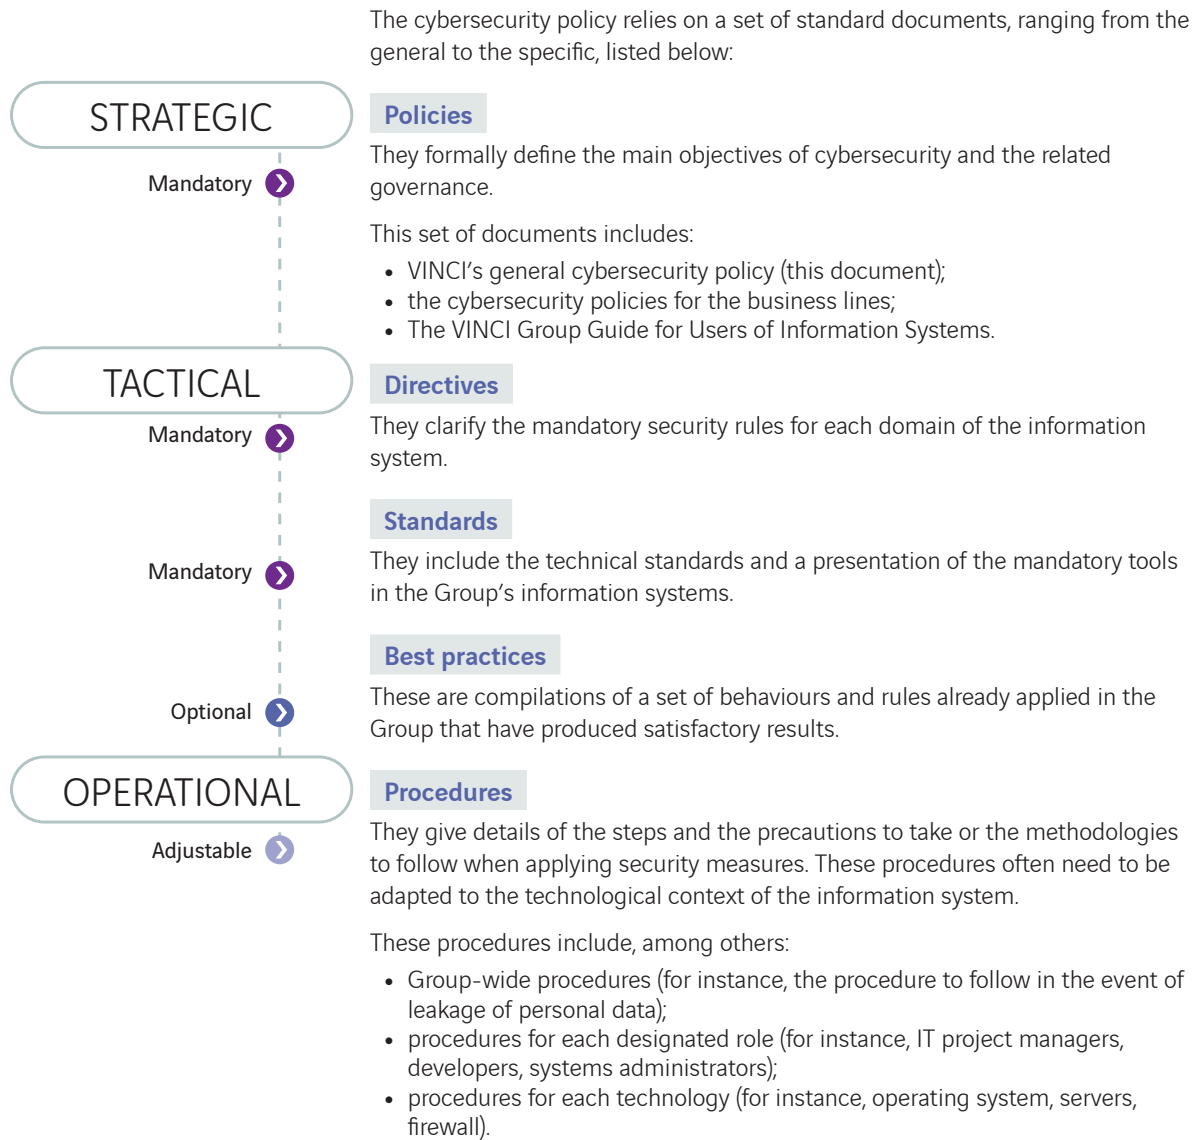 The cybersecurity policy relies on a set of standard documents, ranging from the
general to the specific, listed below:
STRATEGIC
Mandatory
Policies
They formally define the main objectives of cybersecurity and the related
governance.
This set of documents includes:
• VINCI’s general cybersecurity policy (this document);
• the cybersecurity policies for the business lines;
• The VINCI Group Guide for Users of Information Systems.
TACTICAL
Mandatory
Directives
They clarify the mandatory security rules for each domain of the information
system.
Mandatory
Standards
They include the technical standards and a presentation of the mandatory tools
in the Group’s information systems.
Optional
Best practices
These are compilations of a set of behaviours and rules already applied in the
Group that have produced satisfactory results.
OPERATIONAL
Adjustable
Procedures
They give details of the steps and the precautions to take or the methodologies
to follow when applying security measures. These procedures often need to be
adapted to the technological context of the information system.
These procedures include, among others:
• Group-wide procedures (for instance, the procedure to follow in the event of
leakage of personal data);
• procedures for each designated role (for instance, IT project managers,
developers, systems administrators);
• procedures for each technology (for instance, operating system, servers,
firewall).